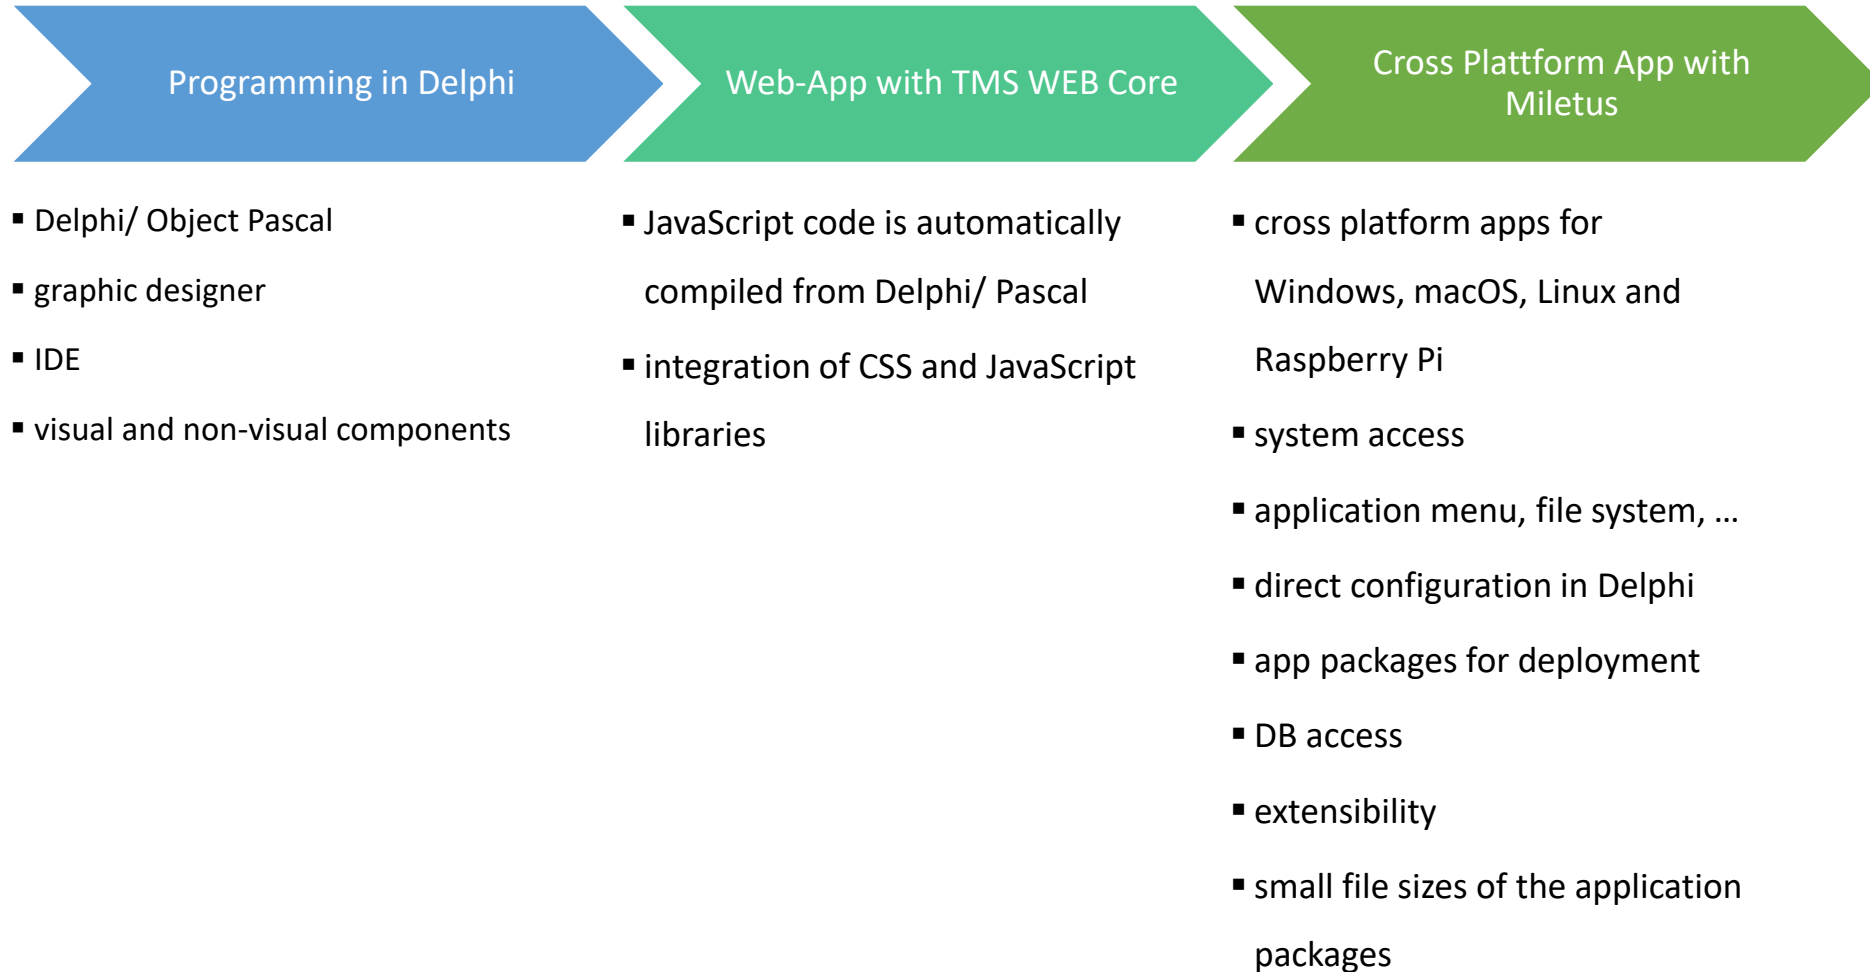 Programming in Delphi
Web-App with TMS WEB Core
Cross Plattform App with
Miletus
▪ Delphi/ Object Pascal
▪ graphic designer
▪ IDE
▪ visual and non-visual components
▪ JavaScript code is automatically
compiled from Delphi/ Pascal
▪ integration of CSS and JavaScript
libraries
▪ cross platform apps for
Windows, macOS, Linux and
Raspberry Pi
▪ system access
▪ application menu, file system, …
▪ direct configuration in Delphi
▪ app packages for deployment
▪ DB access
▪ extensibility
▪ small file sizes of the application
packages